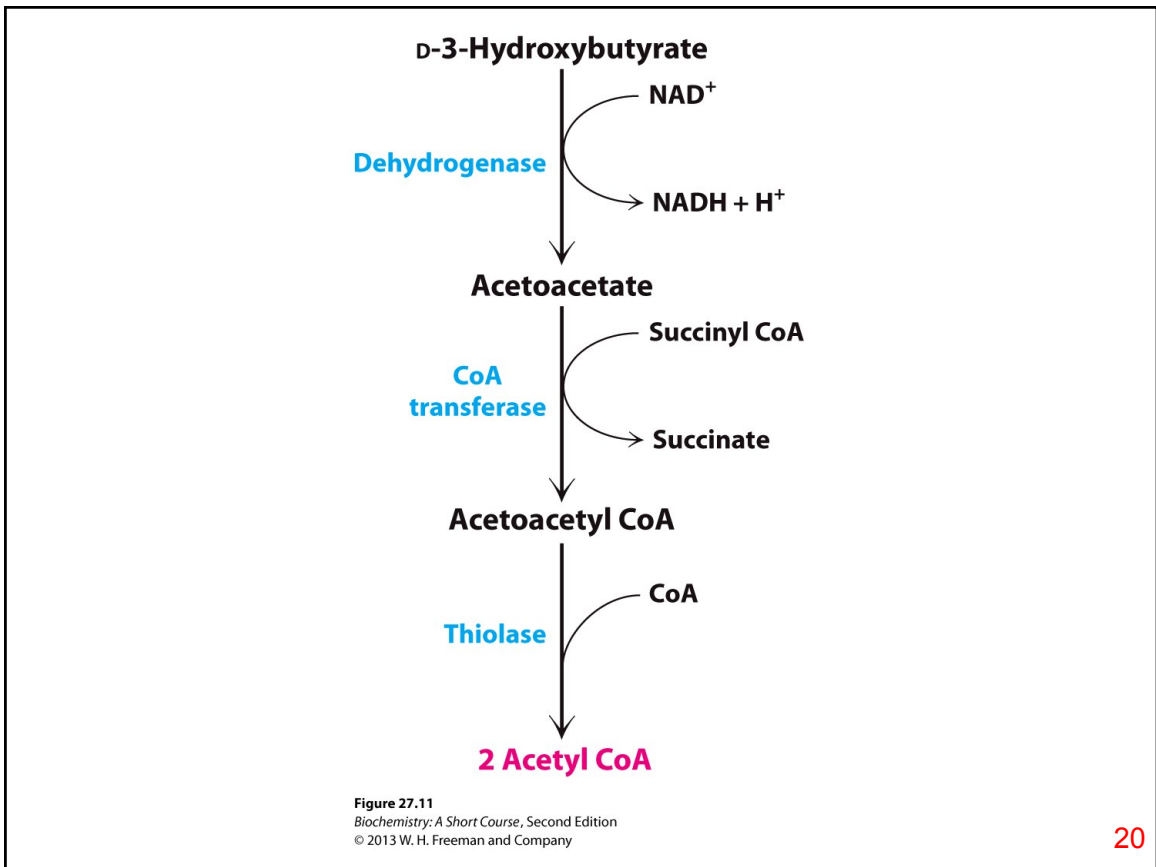 D-3-Hydroxybutyrate
NAD+
Dehydrogenase
NADH + H+
Acetoacetate
Succinyl CoA
CoA
transferase
Succinate
Acetoacetyl CoA
CoA
Thiolase
2 Acetyl CoA
Figure 27.11
Biochemistry: A Short Course, Second Edition
© 2013 W. H. Freeman and Company
20